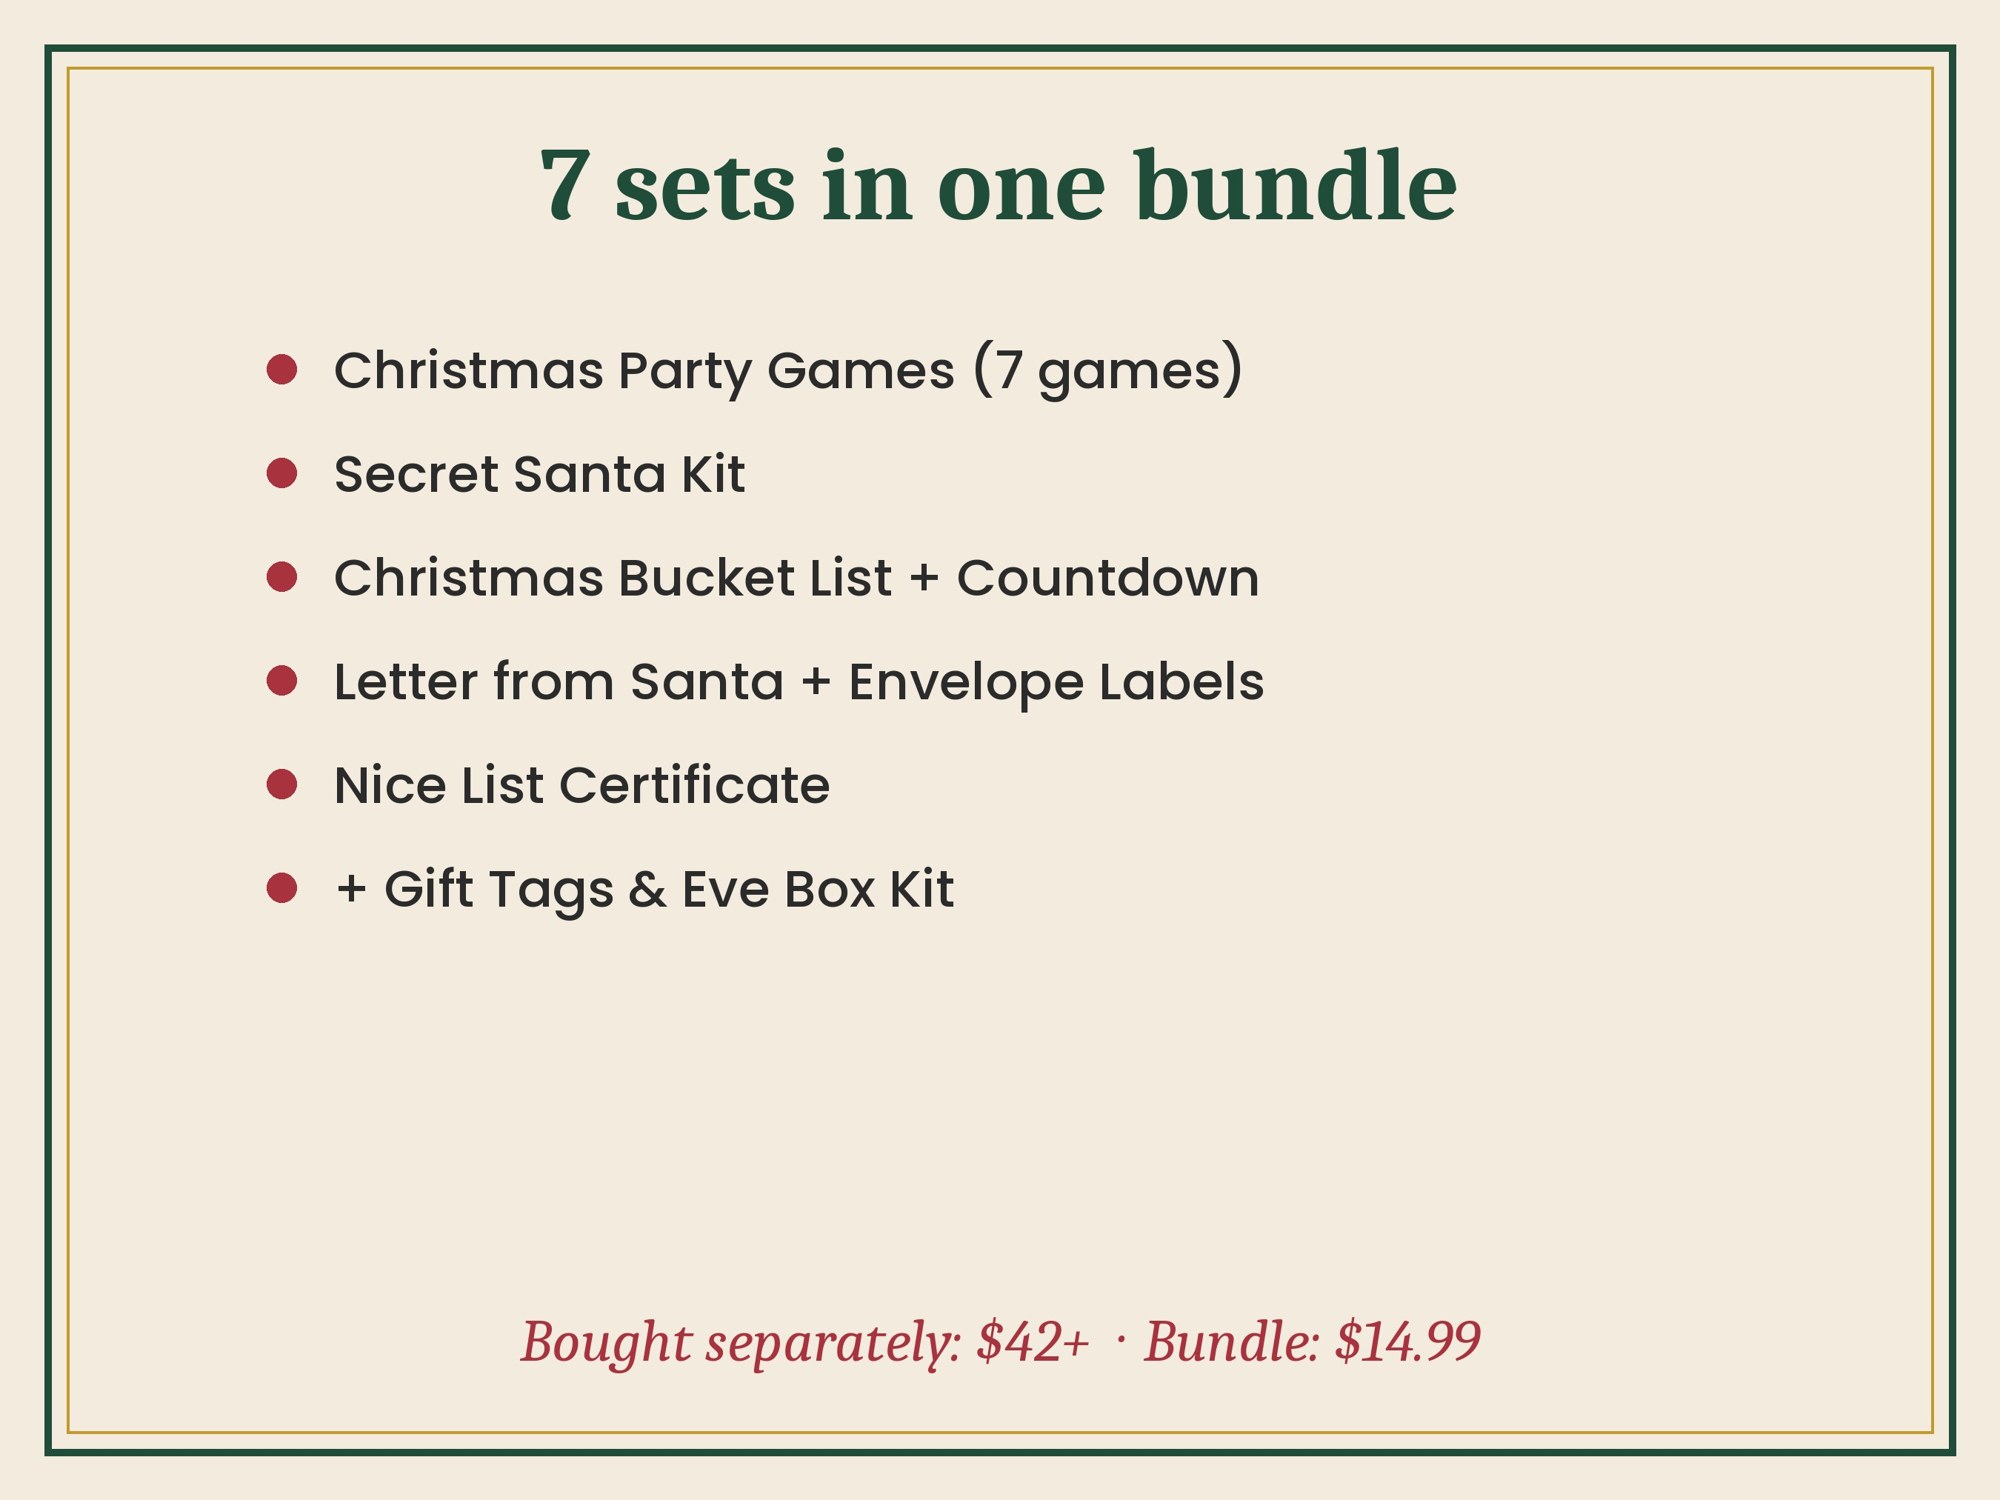 7 sets in one bundle
Christmas Party Games (7 games)
Secret Santa Kit
Christmas Bucket List + Countdown
Letter from Santa + Envelope Labels
Nice List Certificate
+ Gift Tags & Eve Box Kit
Bought separately: $42+ · Bundle: $14.99